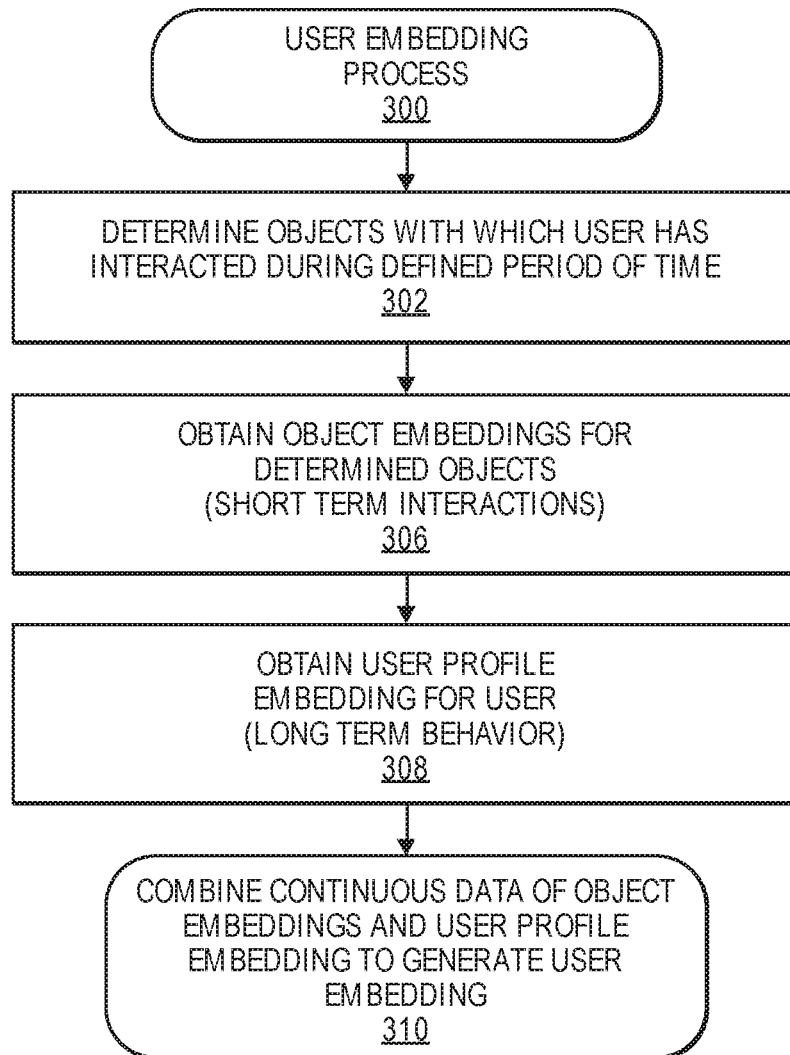 USER EMBEDDING
PROCESS
300
DETERMINE OBJECTS WITH WHICH USER HAS
INTERACTED DURING DEFINED PERIOD OF TIME
302
OBTAIN OBJECT EMBEDDINGS FOR
DETERMINED OBJECTS
(SHORT TERM INTERACTIONS)
306
OBTAIN USER PROFILE
EMBEDDING FOR USER
(LONG TERM BEHAVIOR)
308
COMBINE CONTINUOUS DATA OF OBJECT
EMBEDDINGS AND USER PROFILE
EMBEDDING TO GENERATE USER
EMBEDDING
310